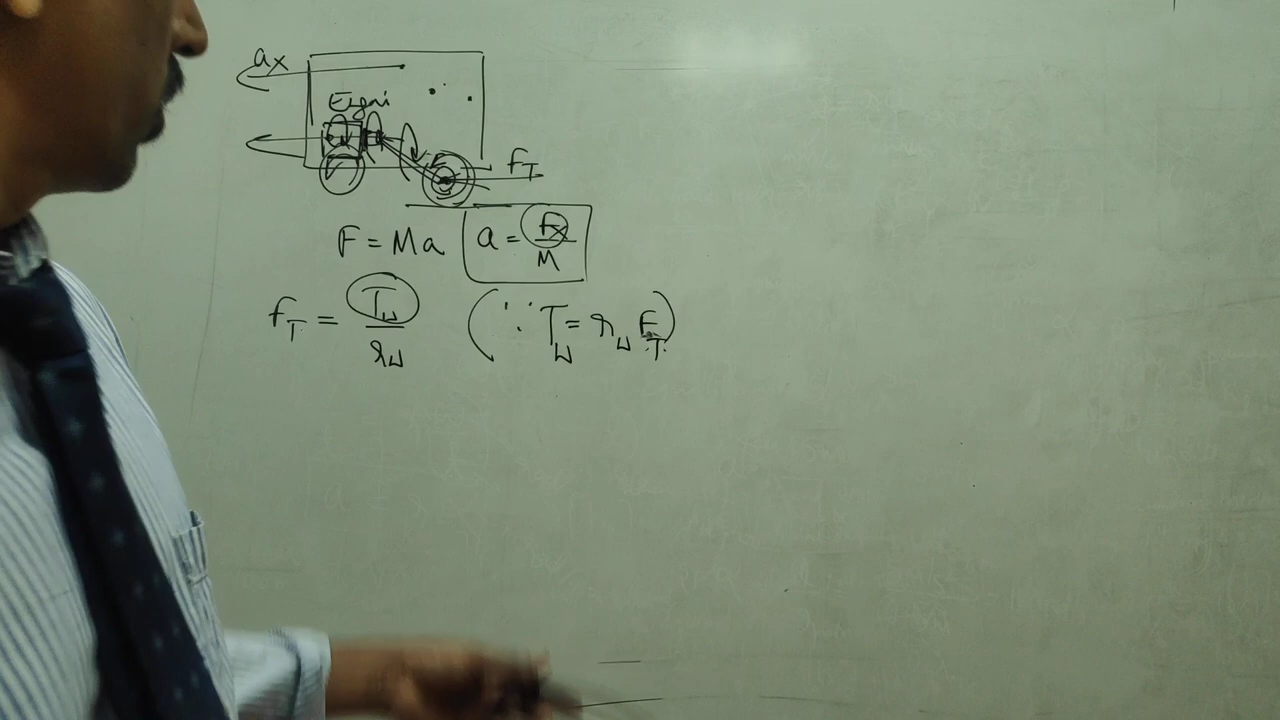 ax
Engi
fT
F = Ma a = Fx/M
fT = Tw/rw (∵ Tw = rw FT)